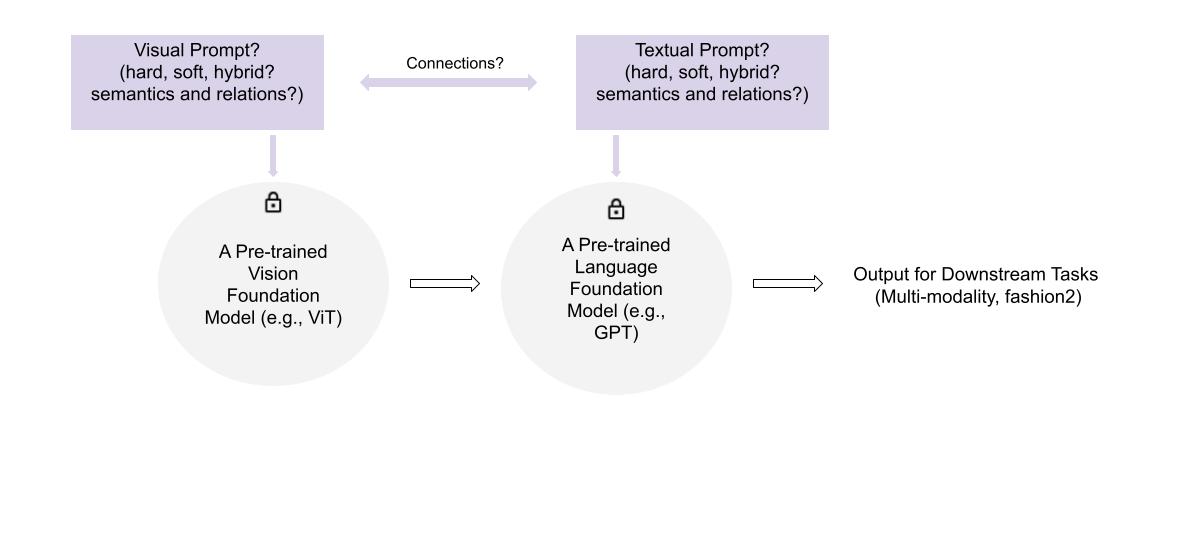 Visual Prompt?
(hard, soft, hybrid?
semantics and relations?)
Connections?
Textual Prompt?
(hard, soft, hybrid?
semantics and relations?)
A Pre-trained
Vision
Foundation
Model (e.g., ViT)
A Pre-trained
Language
Foundation
Model (e.g.,
GPT)
Output for Downstream Tasks
(Multi-modality, fashion2)